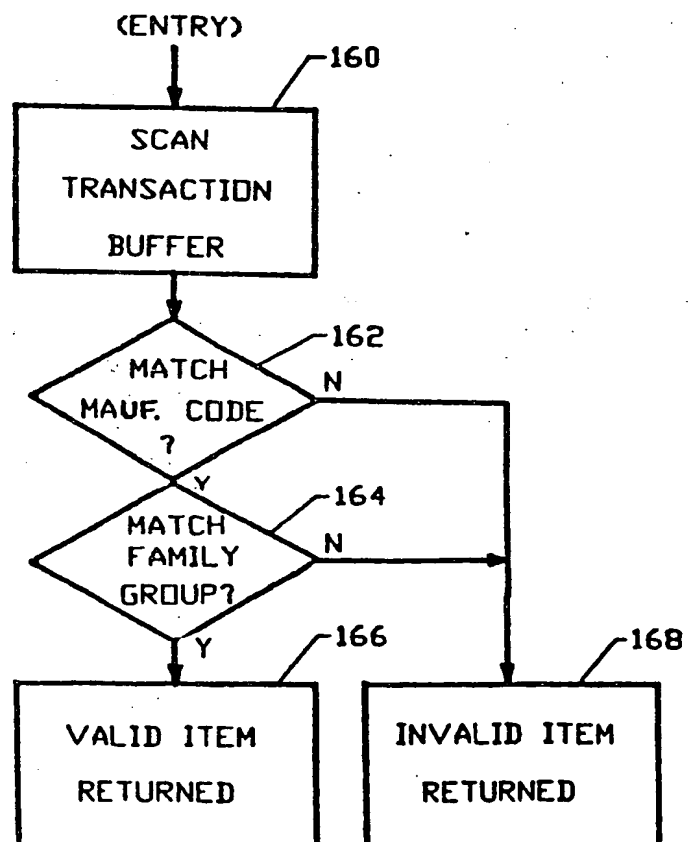 (ENTRY)
160
SCAN
TRANSACTION
BUFFER
162
MATCH
MAUF. CODE
?
N
Y
164
MATCH
FAMILY
GROUP?
N
Y
166
VALID ITEM
RETURNED
168
INVALID ITEM
RETURNED